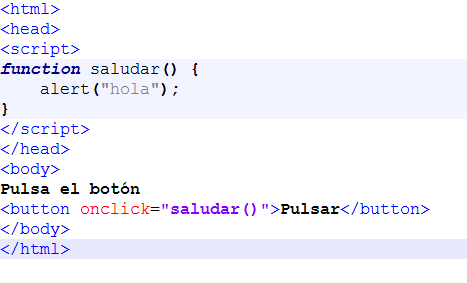 <html>
<head>
<script>
function saludar() {
    alert("hola");
}
</script>
</head>
<body>
Pulsa el botón
<button onclick="saludar()">Pulsar</button>
</body>
</html>